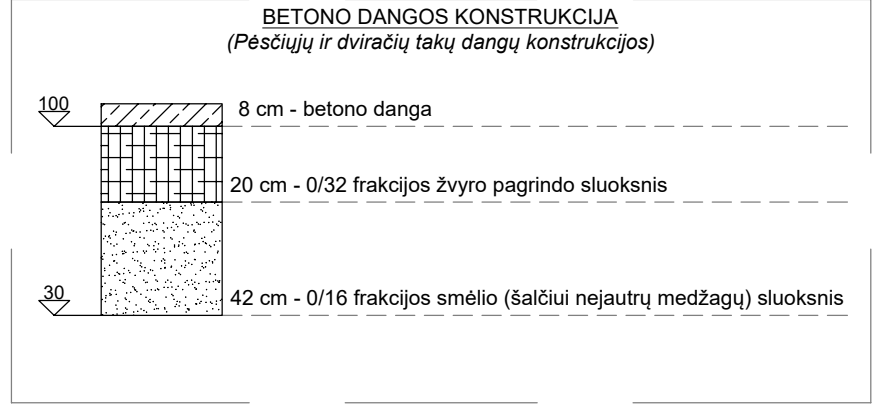 BETONO DANGOS KONSTRUKCIJA
(Pėsčiųjų ir dviračių takų dangų konstrukcijos)
100
8 cm - betono danga
20 cm - 0/32 frakcijos žvyro pagrindo sluoksnis
30
42 cm - 0/16 frakcijos smėlio (šalčiui nejautrų medžagų) sluoksnis